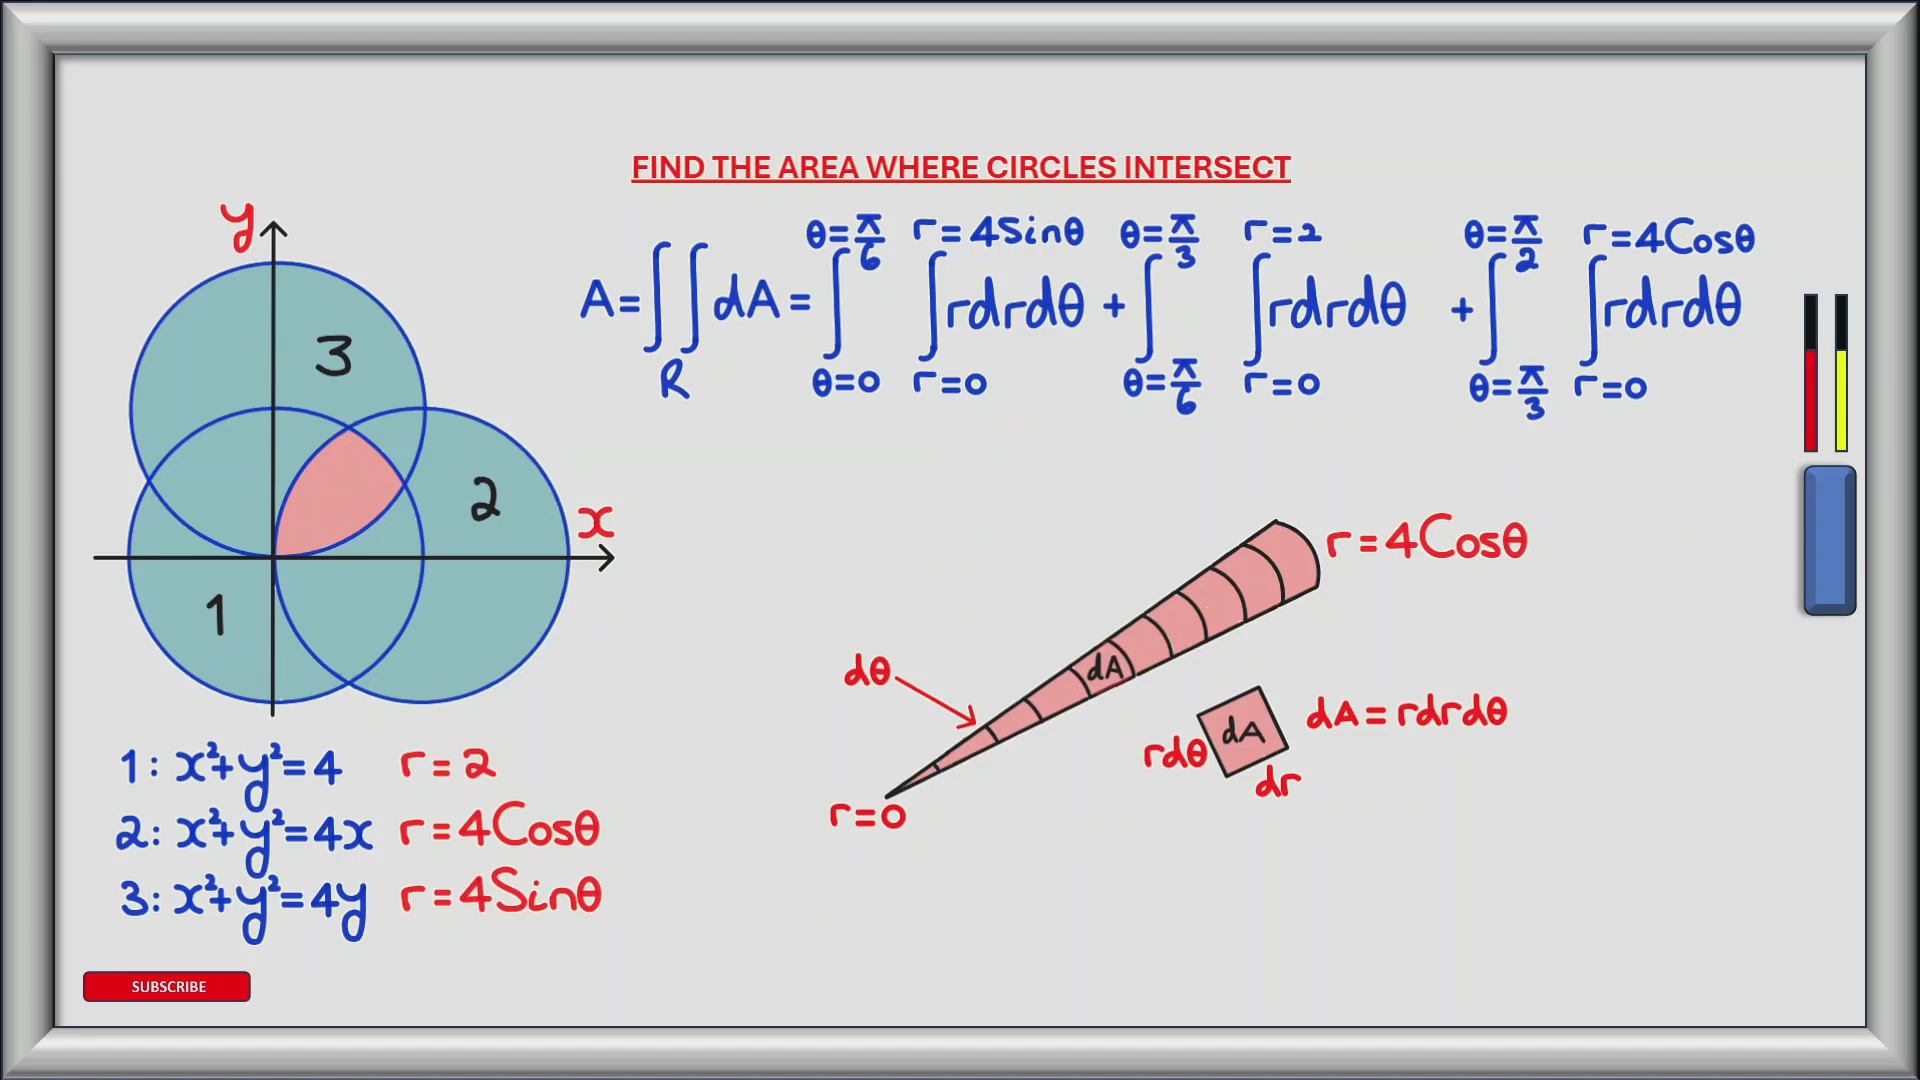 FIND THE AREA WHERE CIRCLES INTERSECT
y
θ=π/6 r=4Sinθ θ=π/3 r=2 θ=π/2 r=4Cosθ
A=∫∫dA=∫∫rdrdθ+∫∫rdrdθ+∫∫rdrdθ
R θ=0 r=0 θ=π/6 r=0 θ=π/3 r=0
3
2
x
1
r=4Cosθ
dθ
dA
dA
dA=rdrdθ
rdθ
dr
r=0
1: x²+y²=4 r=2
2: x²+y²=4x r=4Cosθ
3: x²+y²=4y r=4Sinθ
SUBSCRIBE